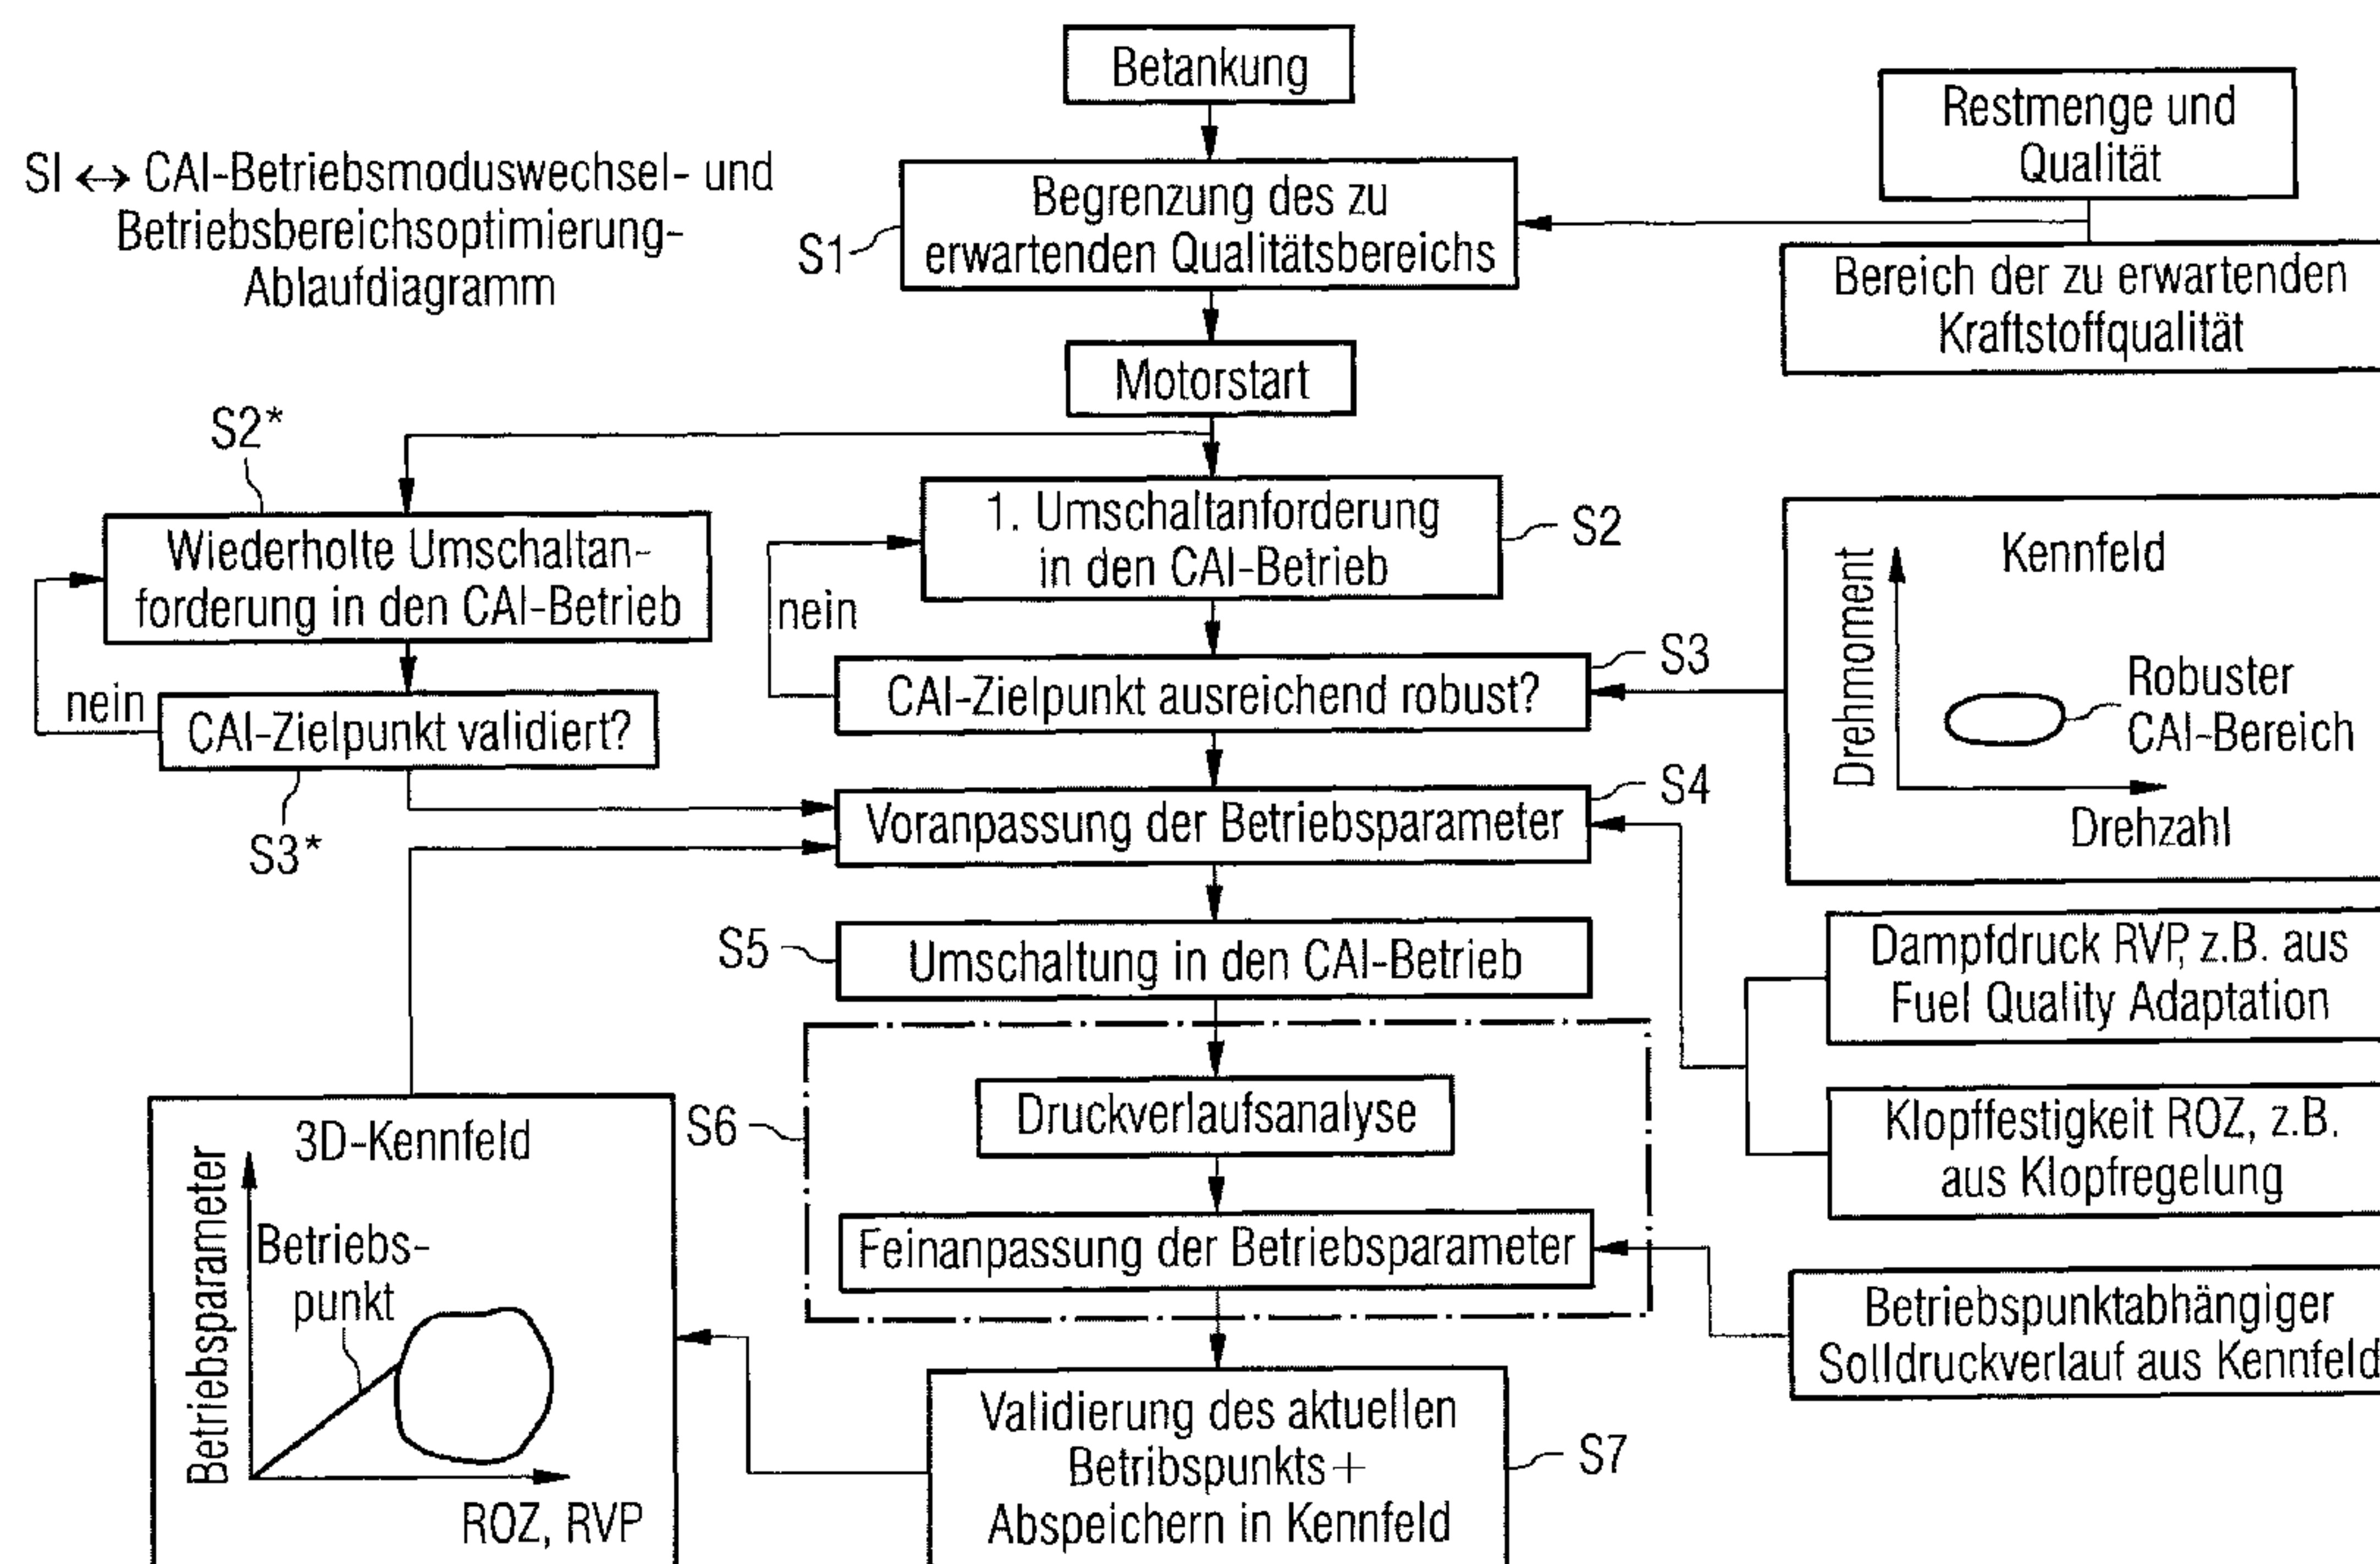 Betankung
Restmenge und
Qualität
SI ↔ CAI-Betriebsmoduswechsel- und
Betriebsbereichsoptimierung-
Ablaufdiagramm
S1
Begrenzung des zu
erwartenden Qualitätsbereichs
Bereich der zu erwartenden
Kraftstoffqualität
Motorstart
S2*
Wiederholte Umschaltan-
forderung in den CAI-Betrieb
nein
CAI-Zielpunkt validiert?
S3*
1. Umschaltanforderung
in den CAI-Betrieb
S2
nein
CAI-Zielpunkt ausreichend robust?
S3
Kennfeld
Drehmoment
Robuster
CAI-Bereich
Drehzahl
Voranpassung der Betriebsparameter
S4
S5
Umschaltung in den CAI-Betrieb
Dampfdruck RVP, z.B. aus
Fuel Quality Adaptation
Klopffestigkeit ROZ, z.B.
aus Klopfregelung
S6
Druckverlaufsanalyse
Feinanpassung der Betriebsparameter
Betriebspunktabhängiger
Solldruckverlauf aus Kennfeld
3D-Kennfeld
Betriebsparameter
Betriebs-
punkt
ROZ, RVP
Validierung des aktuellen
Betribspunkts +
Abspeichern in Kennfeld
S7